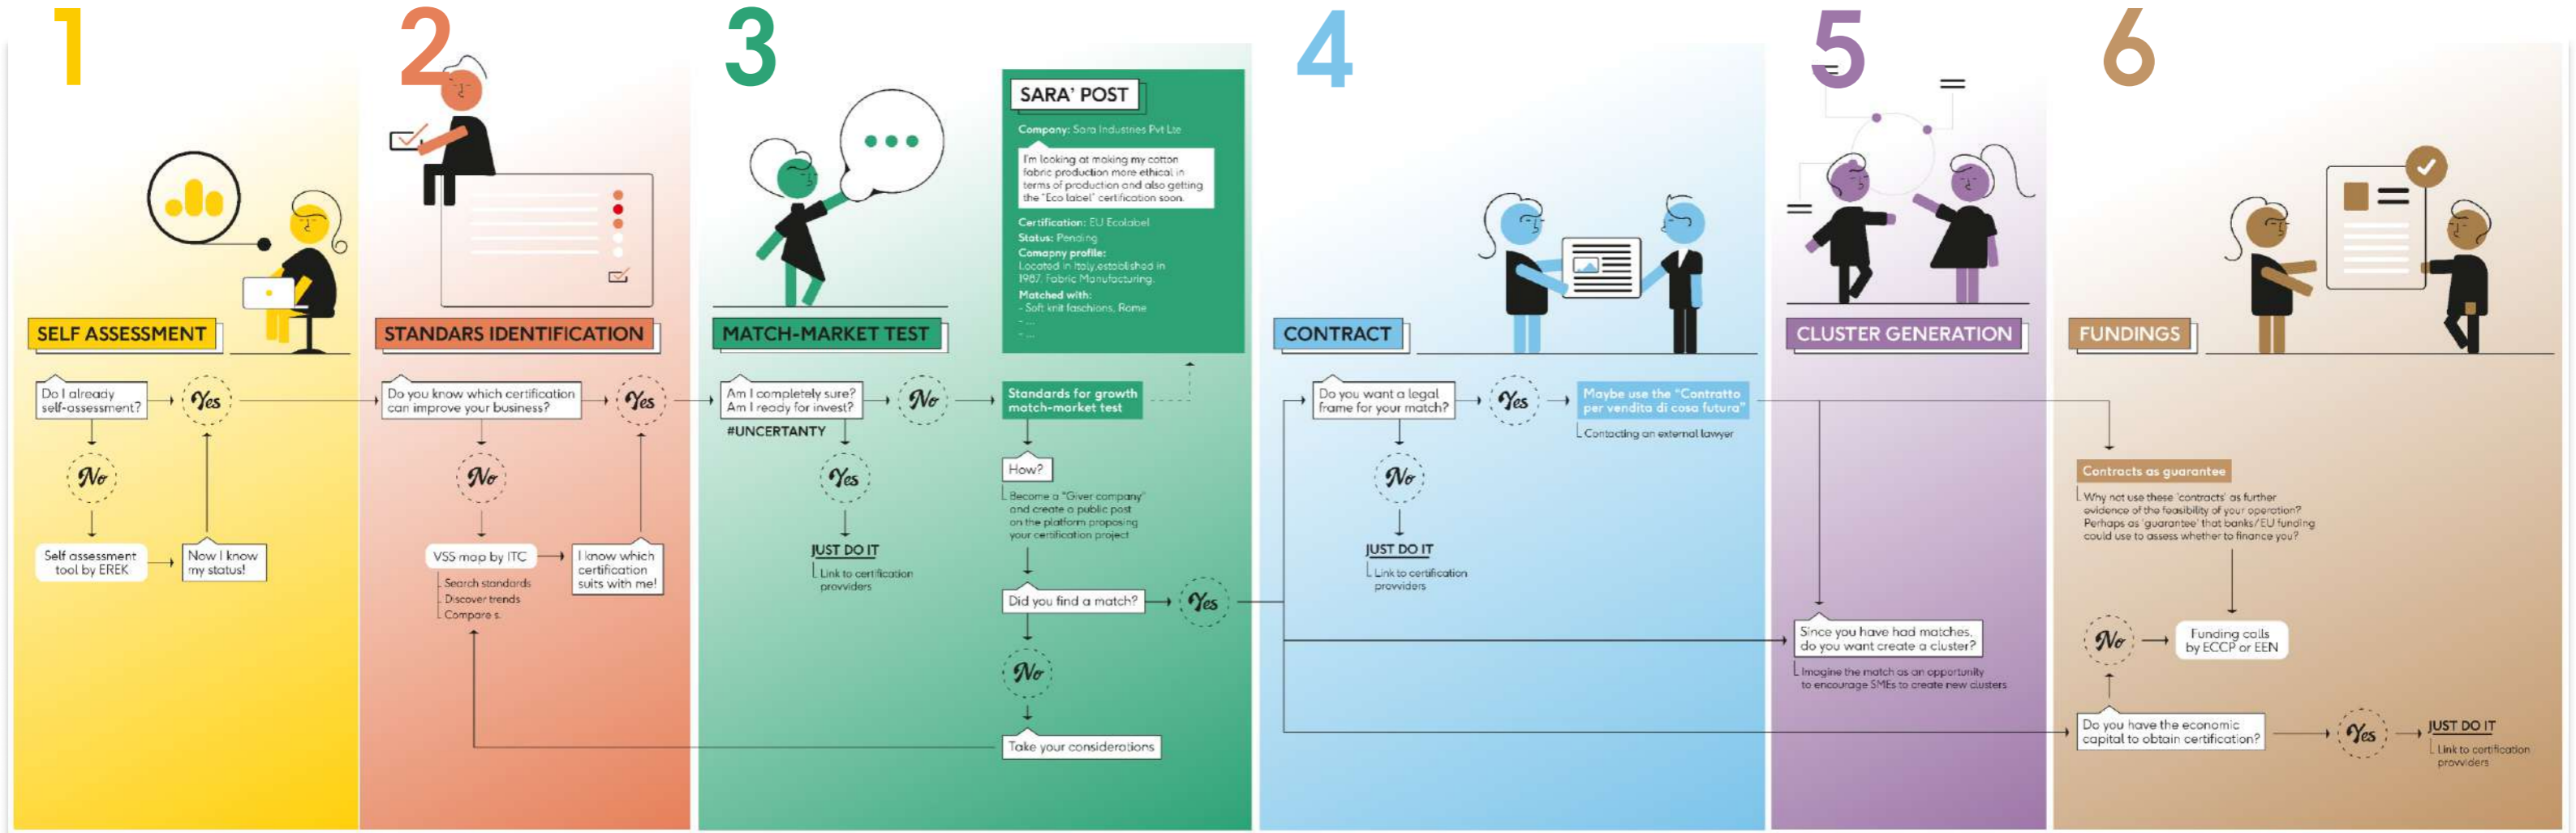 1
SELF ASSESSMENT
Do I already
self-assessment?
Yes
No
Self assessment
tool by EREK
Now I know
my status!
2
STANDARS IDENTIFICATION
Do you know which certification
can improve your business?
Yes
No
VSS map by ITC
Search standards
Discover trends
Compare s.
I know which
certification
suits with me!
3
MATCH-MARKET TEST
Am I completely sure?
Am I ready for invest?
#UNCERTANTY
No
Yes
JUST DO IT
Link to certification
provviders
SARA' POST
Company: Sara Industries Pvt Lte
I'm looking at making my cotton
fabric production more ethical in
terms of production and also getting
the "Eco label" certification soon.
Certification: EU Ecolabel
Status: Pending
Comapny profile:
Located in Italy,established in
1987, Fabric Manufacturing.
Matched with:
- Soft knit faschions, Rome
- ...
- ...
Standards for growth
match-market test
How?
Become a "Giver company"
and create a public post
on the platform proposing
your certification project
Did you find a match?
Yes
No
Take your considerations
4
CONTRACT
Do you want a legal
frame for your match?
Yes
Maybe use the "Contratto
per vendita di cosa futura"
Contacting an external lawyer
No
JUST DO IT
Link to certification
provviders
5
CLUSTER GENERATION
Since you have had matches,
do you want create a cluster?
Imagine the match as an opportunity
to encourage SMEs to create new clusters
6
FUNDINGS
Contracts as guarantee
Why not use these 'contracts' as further
evidence of the feasibility of your operation?
Perhaps as 'guarantee' that banks/EU funding
could use to assess whether to finance you?
No
Funding calls
by ECCP or EEN
Do you have the economic
capital to obtain certification?
Yes
JUST DO IT
Link to certification
provviders